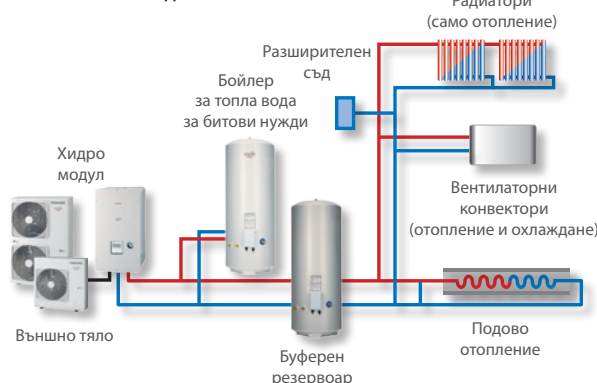 Радиатори
(само отопление)
Разширителен
съд
Бойлер
за топла вода
за битови нужди
Хидро
модул
Вентилаторни
конвектори
(отопление и охлаждане)
Външно тяло
Подово
отопление
Буферен
резервоар